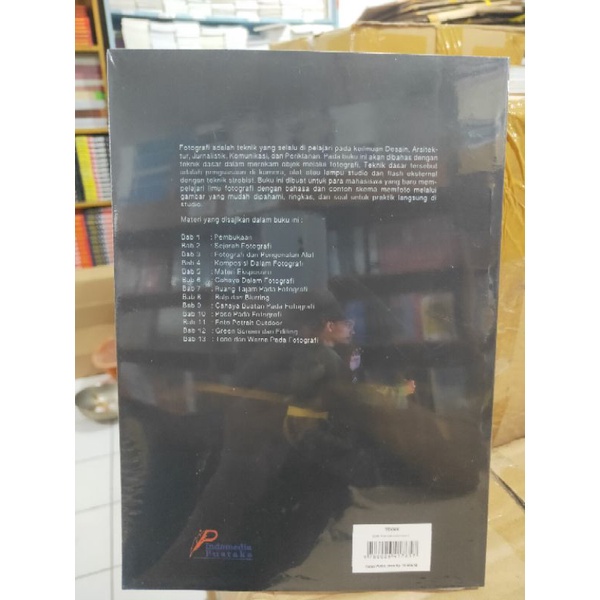 Fotografi adalah teknik yang selalu di pelajari pada keilmuan Desain, Arsitek-
tur, Jurnalistik, Komunikasi, dan Periklanan. Pada buku ini akan dibahas dengan
teknik dasar dalam merekam objek melalui fotografi. Teknik dasar tersebut
adalah penggunaan di kamera, alat atau lampu studio dan flash eksternal
dengan teknik strobist. Buku ini dibuat untuk para mahasiswa yang baru mem-
pelajari ilmu fotografi dengan bahasa dan contoh skema memfoto melalui
gambar yang mudah dipahami, ringkas, dan soal untuk praktik langsung di
studio.
Materi yang disajikan dalam buku ini :
Bab 1 : Pembukaan
Bab 2 : Sejarah Fotografi
Bab 3 : Fotografi dan Pengenalan Alat
Bab 4 : Komposisi Dalam Fotografi
Bab 5 : Materi Eksposure
Bab 6 : Cahaya Dalam Fotografi
Bab 7 : Ruang Tajam Pada Fotografi
Bab 8 : Bulb dan Blurring
Bab 9 : Cahaya Buatan Pada Fotografi
Bab 10 : Pose Pada Fotografi
Bab 11 : Foto Potrait Outdoor
Bab 12 : Green Screen dan Editing
Bab 13 : Tone dan Warna Pada Fotografi
Indomedia
Pustaka